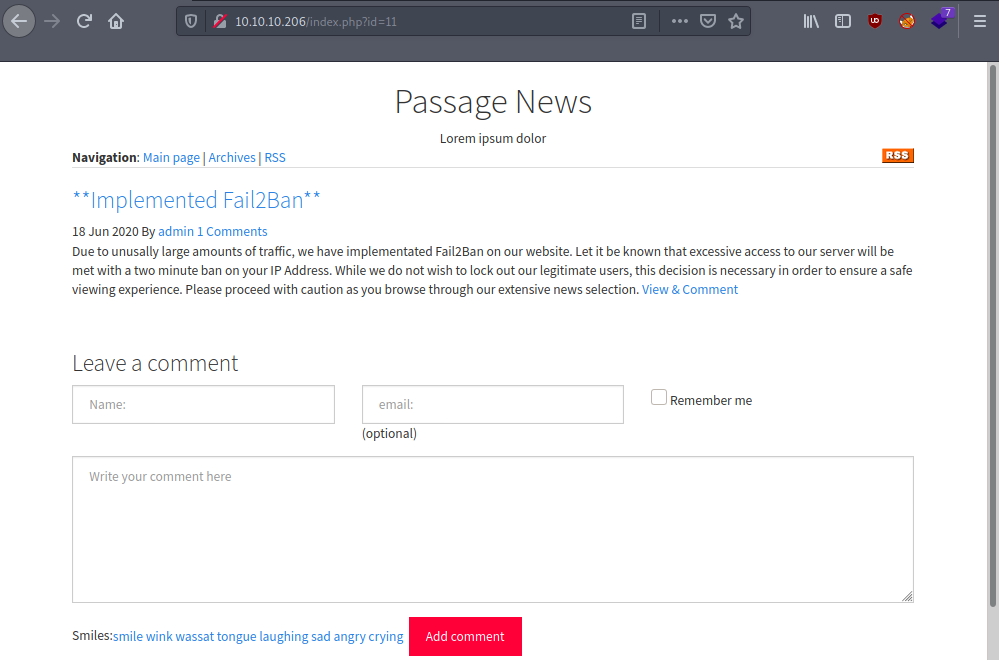 10.10.10.206/index.php?id=11
7
Passage News
Lorem ipsum dolor
Navigation: Main page | Archives | RSS
RSS
**Implemented Fail2Ban**
18 Jun 2020 By admin 1 Comments
Due to unusally large amounts of traffic, we have implementated Fail2Ban on our website. Let it be known that excessive access to our server will be
met with a two minute ban on your IP Address. While we do not wish to lock out our legitimate users, this decision is necessary in order to ensure a safe
viewing experience. Please proceed with caution as you browse through our extensive news selection. View & Comment
Leave a comment
Name:
email:
Remember me
(optional)
Write your comment here
Smiles:smile wink wassat tongue laughing sad angry crying
Add comment